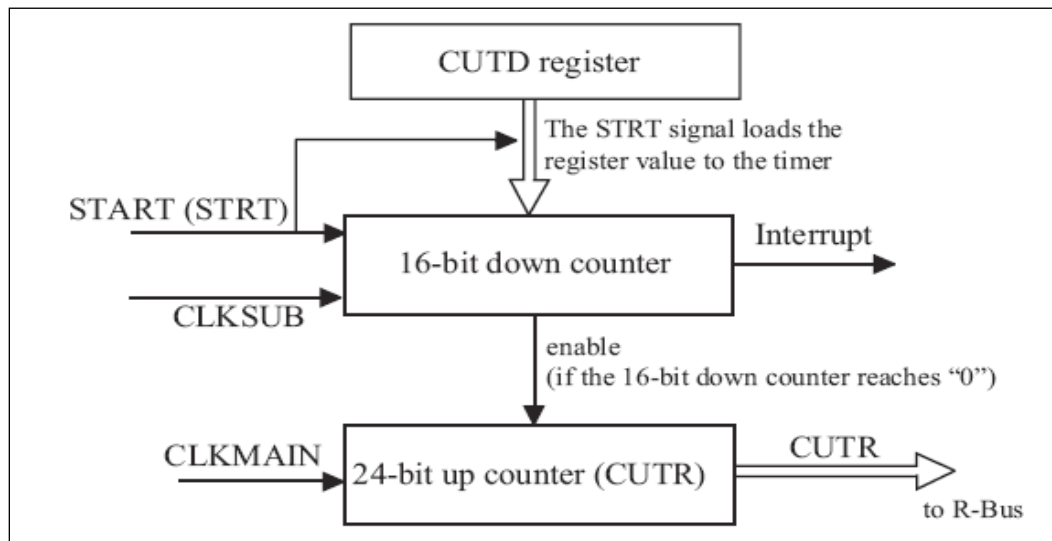 CUTD register
The STRT signal loads the
register value to the timer
START (STRT)
16-bit down counter
Interrupt
CLKSUB
enable
(if the 16-bit down counter reaches “0”)
CLKMAIN
24-bit up counter (CUTR)
CUTR
to R-Bus